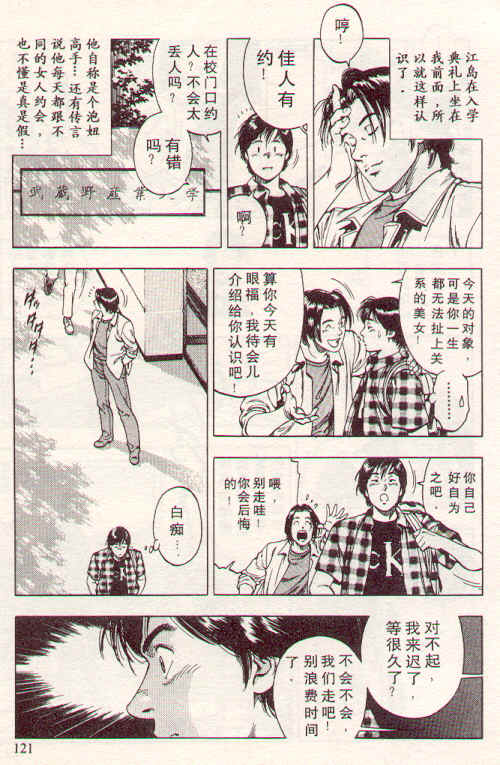 江島在入学
典礼上坐在
我前面，所
以就这样认
识了．
哼！
佳人有
约！
啊？
在校门口约
人？不会太
丢人吗？
有错
吗？
他自称是个泡妞
高手…还有传言
说他每天都跟不
同的女人约会，
也不懂是真是假…
武蔵野産業大学
CK
今天的对象，
可是你一生
都无法扯上关
系的美女！
………
算你今天有
眼福，我待会儿
介绍给你认识吧！
白痴…
你自己
好自为
之吧．
CK
喂，
别走哇！
你会后悔
的！
对不起，
我来迟了，
等很久了？
不会不会，
我们走吧！
别浪费时间
了．
121